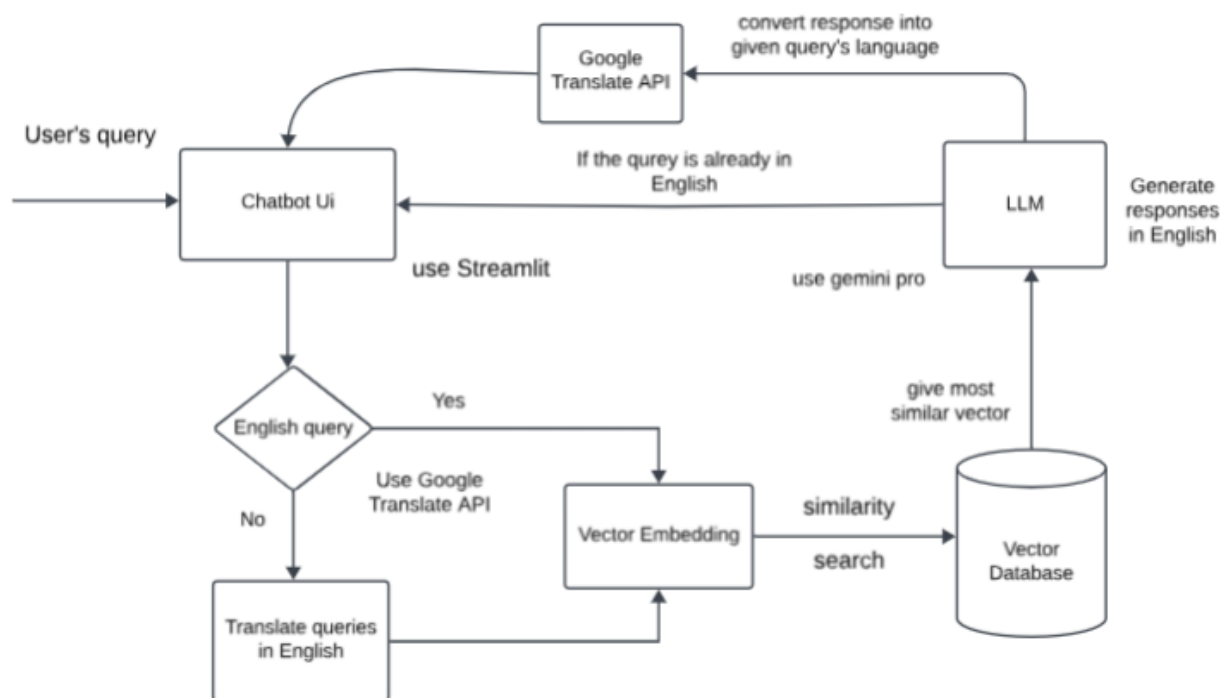 convert response into
given query's language
Google
Translate API
User's query
If the qurey is already in
English
Chatbot Ui
LLM
Generate
responses
in English
use Streamlit
use gemini pro
give most
similar vector
Yes
English query
Use Google
Translate API
No
similarity
Vector Embedding
search
Vector
Database
Translate queries
in English